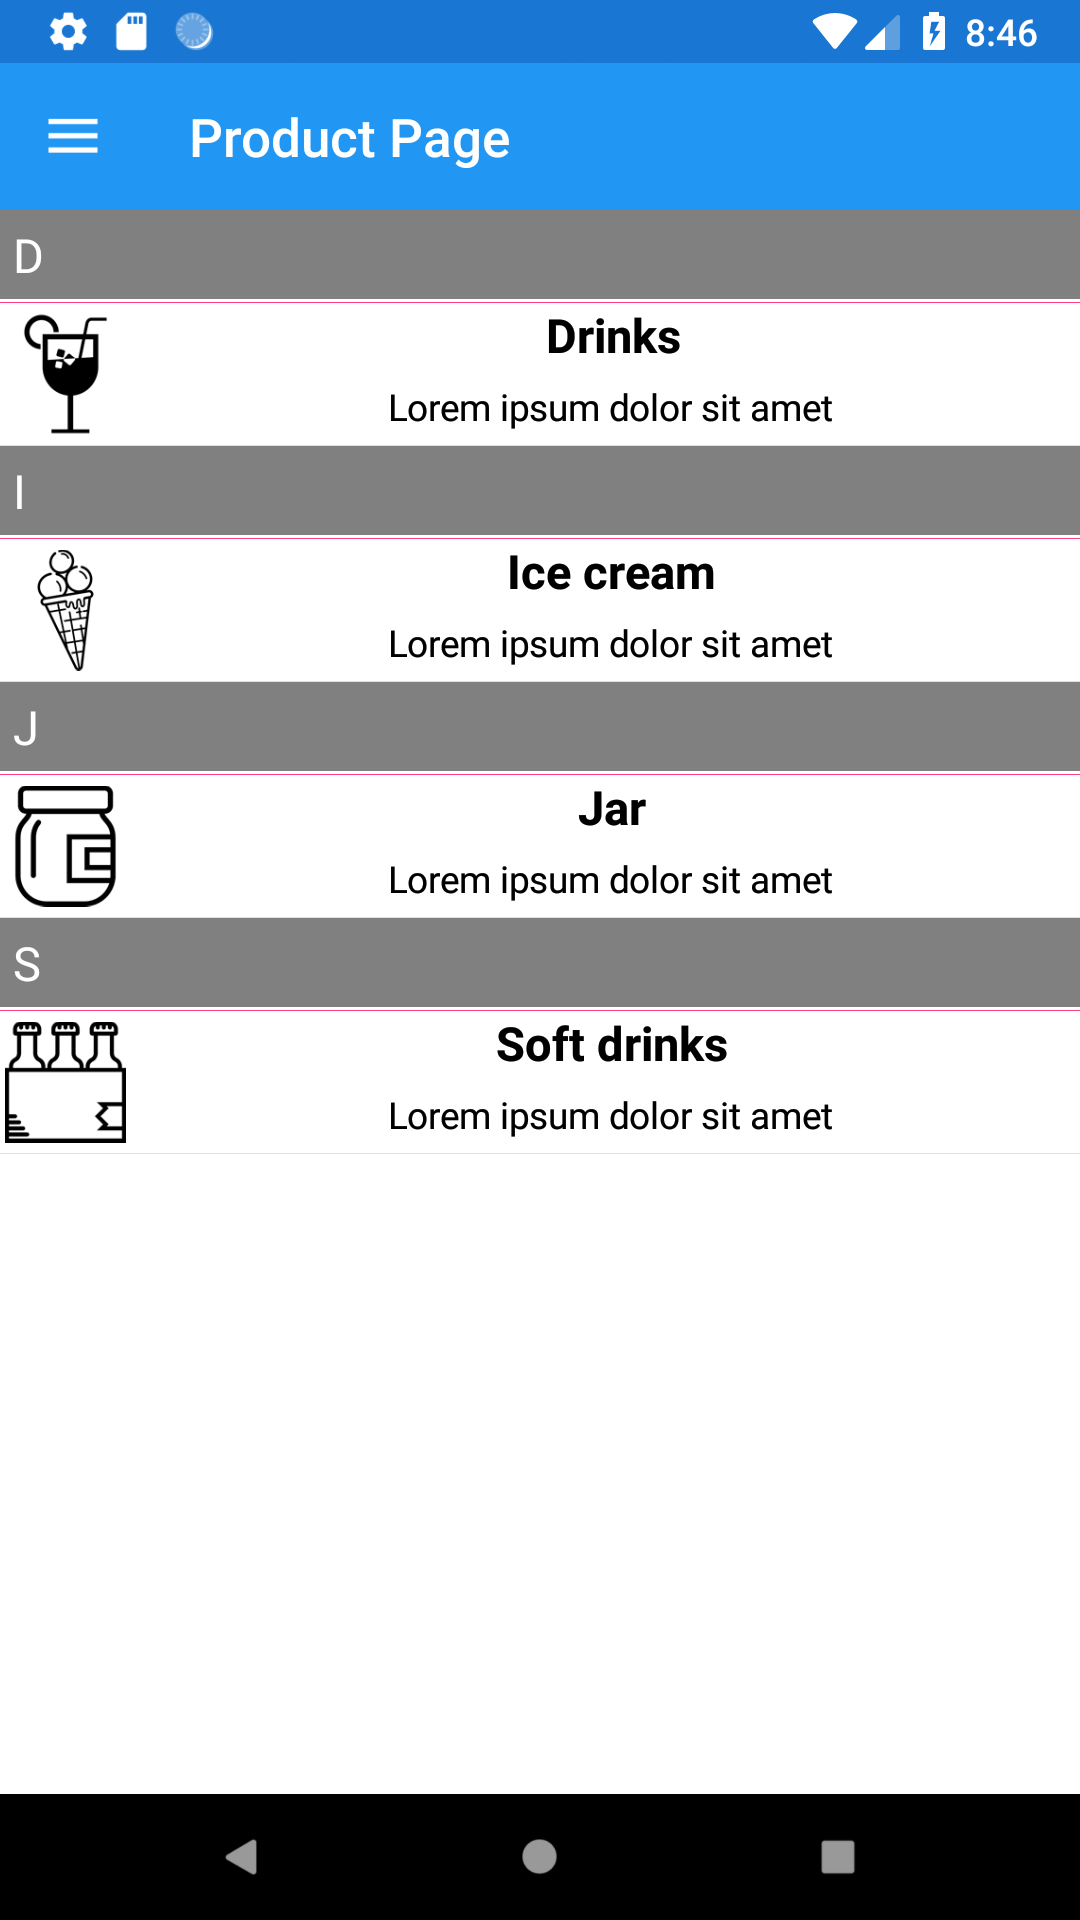 8:46
Product Page
D
Drinks
Lorem ipsum dolor sit amet
I
Ice cream
Lorem ipsum dolor sit amet
J
Jar
Lorem ipsum dolor sit amet
S
Soft drinks
Lorem ipsum dolor sit amet